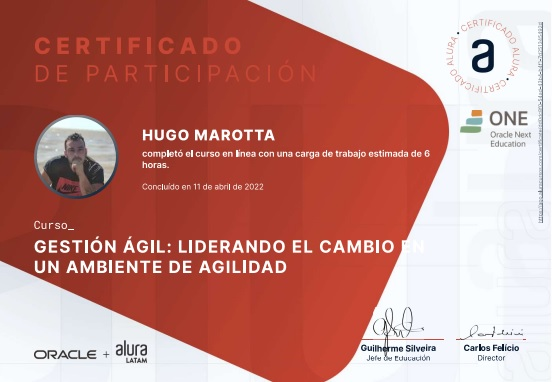 CERTIFICADO
DE PARTICIPACIÓN
HUGO MAROTTA
completó el curso en línea con una carga de trabajo estimada de 6
horas.
Concluído en 11 de abril de 2022
Curso_
GESTIÓN ÁGIL: LIDERANDO EL CAMBIO EN
UN AMBIENTE DE AGILIDAD
ALURA • CERTIFICADO ALURA • CERTIFICADO
a
ONE
Oracle Next
Education
ORACLE + alura
LATAM
Guilherme Silveira
Jefe de Educación
Carlos Felício
Director